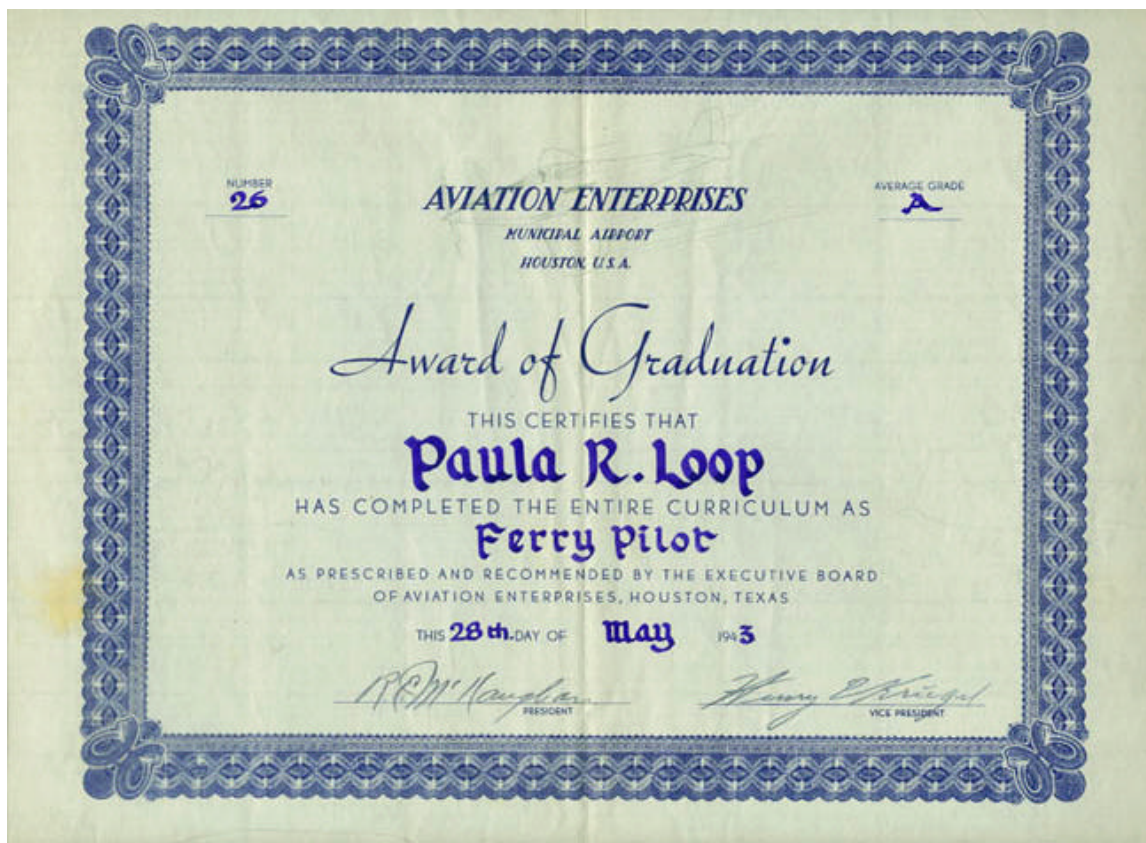 NUMBER
26
AVIATION ENTERPRISES
MUNICIPAL AIRPORT
HOUSTON, U.S.A.
AVERAGE GRADE
A
Award of Graduation
THIS CERTIFIES THAT
Paula R. Loop
HAS COMPLETED THE ENTIRE CURRICULUM AS
Ferry Pilot
AS PRESCRIBED AND RECOMMENDED BY THE EXECUTIVE BOARD
OF AVIATION ENTERPRISES, HOUSTON, TEXAS
THIS 28th. DAY OF May 1943
Henry E Kriegel
PRESIDENT
VICE PRESIDENT